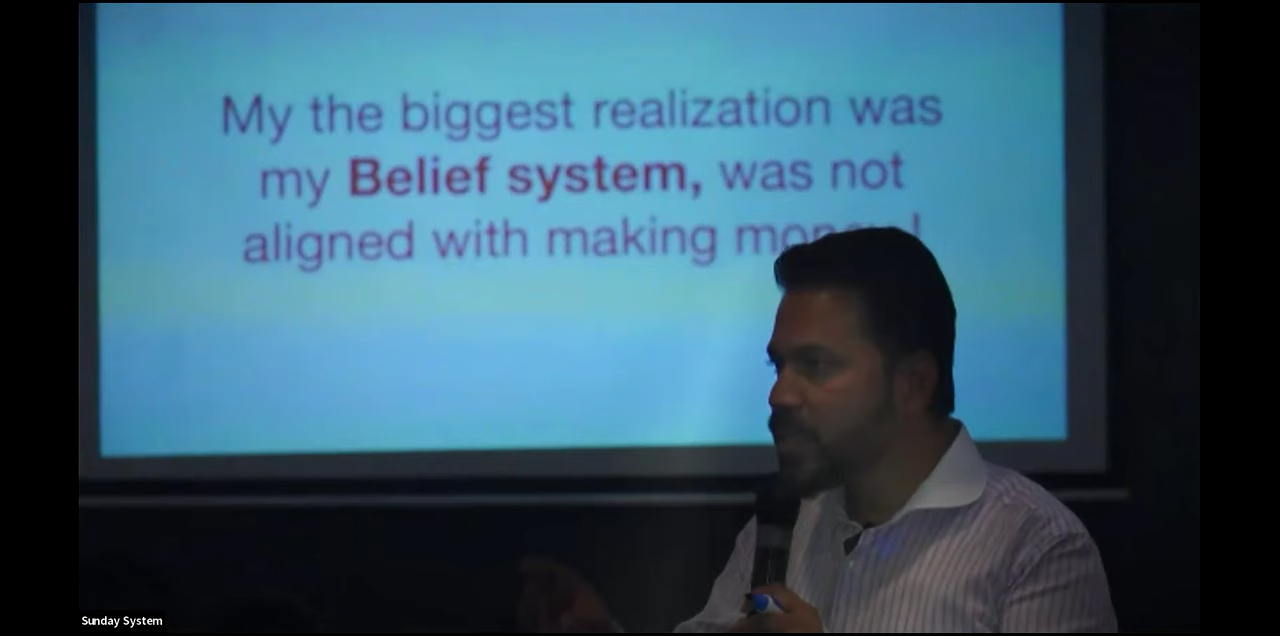 My the biggest realization was
my Belief system, was not
aligned with making
Sunday System